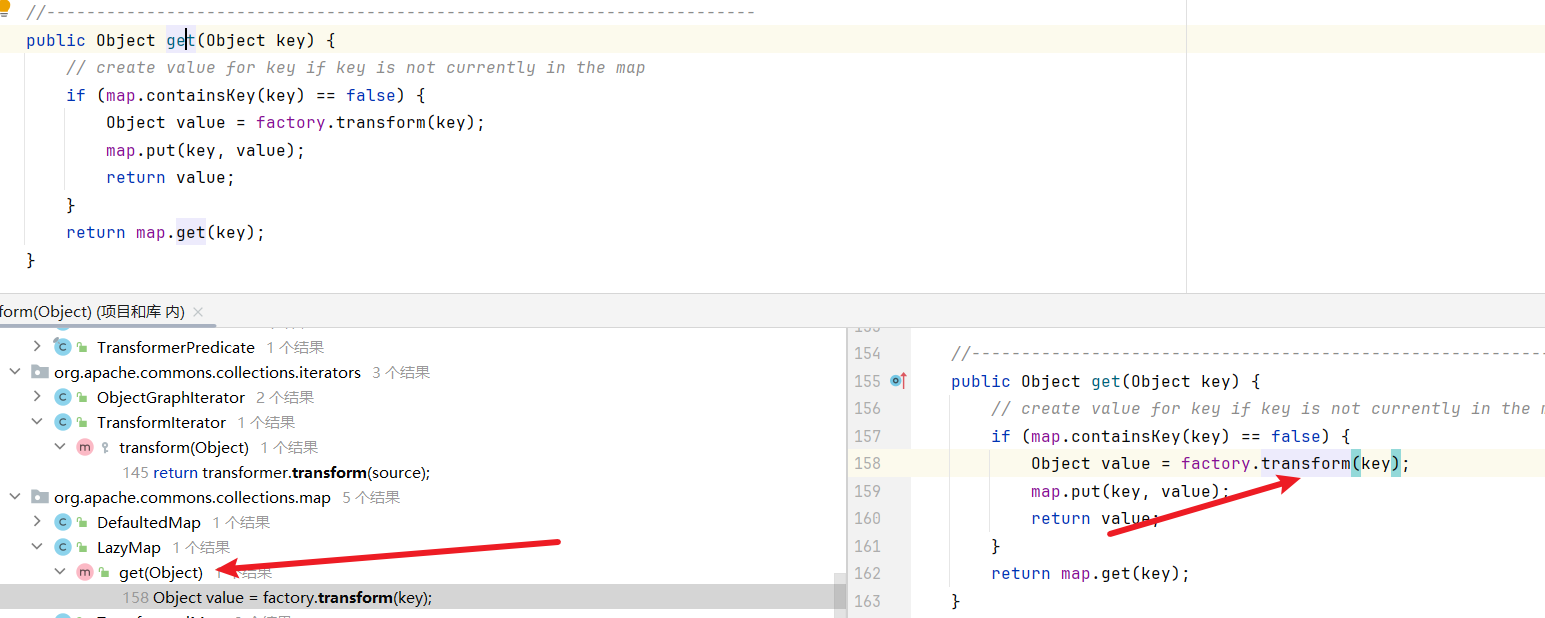 //-----------------------------------------------------------------------
public Object get(Object key) {
// create value for key if key is not currently in the map
if (map.containsKey(key) == false) {
Object value = factory.transform(key);
map.put(key, value);
return value;
}
return map.get(key);
}
form(Object) (项目和库 内)
TransformerPredicate 1 个结果
org.apache.commons.collections.iterators 3 个结果
ObjectGraphIterator 2 个结果
TransformIterator 1 个结果
transform(Object) 1 个结果
145 return transformer.transform(source);
org.apache.commons.collections.map 5 个结果
DefaultedMap 1 个结果
LazyMap 1 个结果
get(Object) 1 个结果
158 Object value = factory.transform(key);
154 //-----------------------------------------------------------
155 public Object get(Object key) {
156 // create value for key if key is not currently in the
157 if (map.containsKey(key) == false) {
158 Object value = factory.transform(key);
159 map.put(key, value);
160 return value;
161 }
162 return map.get(key);
163 }